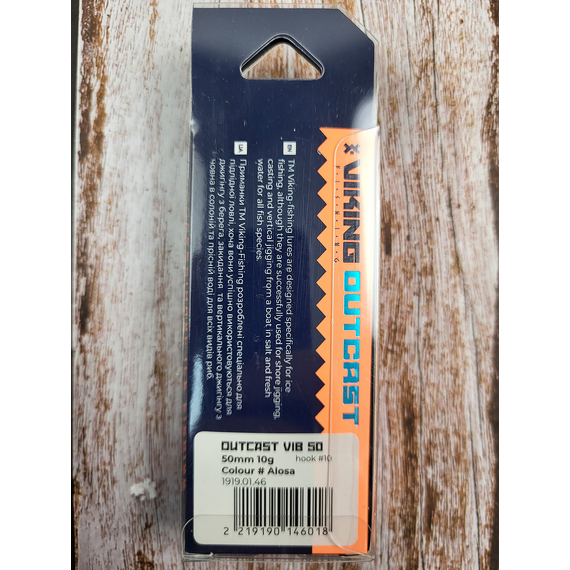 VIKING OUTCAST
FISHING
EN
TM Viking-fishing lures are designed specifically for ice
fishing, although they are successfully used for shore jigging,
casting and vertical jigging from a boat in salt and fresh
water for all fish species.
UA
Приманки ТМ Viking-Fishing розроблені спеціально для
підлідної ловлі, хоча вони успішно використовуються для
джигінгу з берега, закидання та вертикального джигінгу з
човна в солоній та прісній воді для всіх видів риб.
OUTCAST VIB 50
50mm 10g hook #10
Colour # Alosa
1919.01.46
2 219190 146018